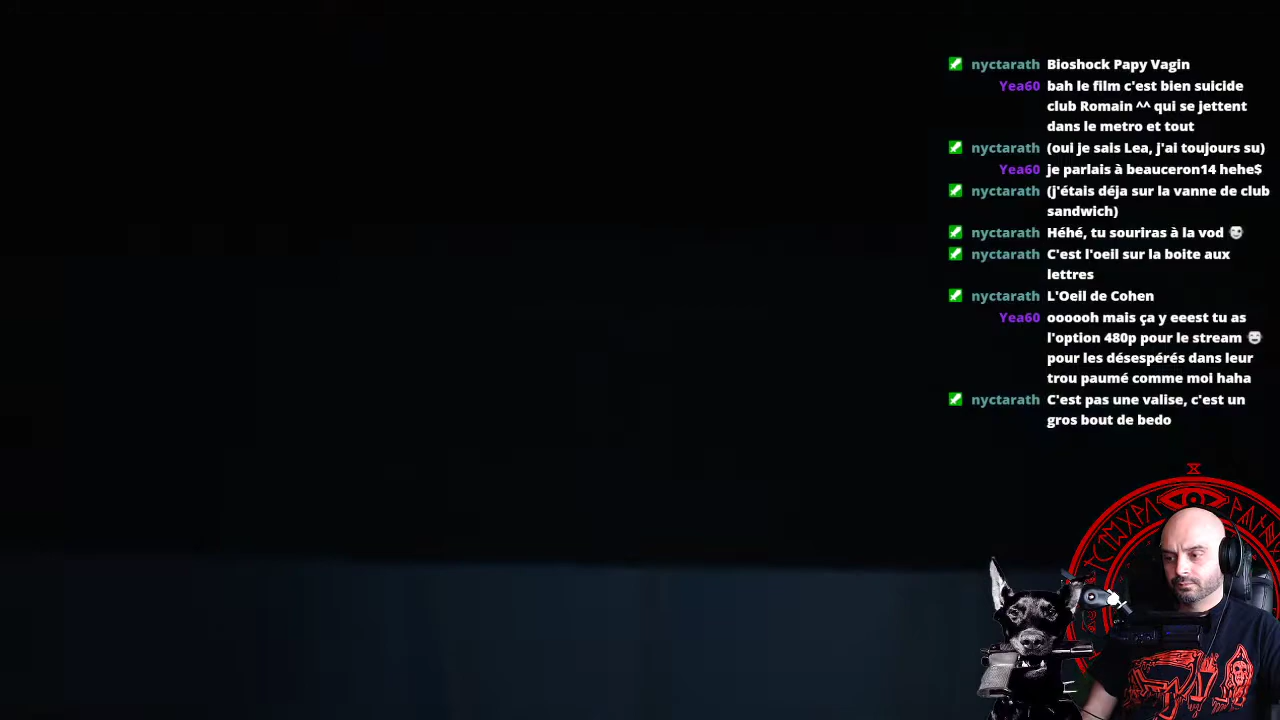 nyctarath Bioshock Papy Vagin
Yea60 bah le film c'est bien suicide
club Romain ^^ qui se jettent
dans le metro et tout
nyctarath (oui je sais Lea, j'ai toujours su)
Yea60 je parlais à beauceron14 hehe$
nyctarath (j'étais déja sur la vanne de club
sandwich)
nyctarath Héhé, tu souriras à la vod
nyctarath C'est l'oeil sur la boite aux
lettres
nyctarath L'Oeil de Cohen
Yea60 oooooh mais ça y eeest tu as
l'option 480p pour le stream
pour les désespérés dans leur
trou paumé comme moi haha
nyctarath C'est pas une valise, c'est un
gros bout de bedo